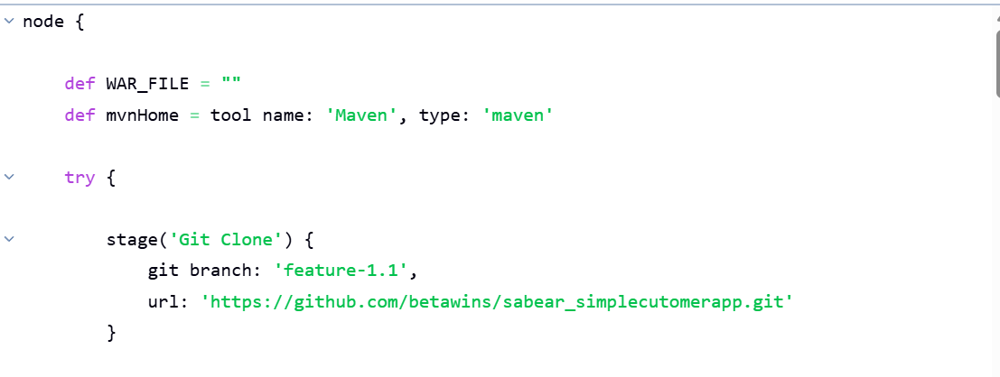 node {
def WAR_FILE = ""
def mvnHome = tool name: 'Maven', type: 'maven'
try {
stage('Git Clone') {
git branch: 'feature-1.1',
url: 'https://github.com/betawins/sabear_simplecutomerapp.git'
}